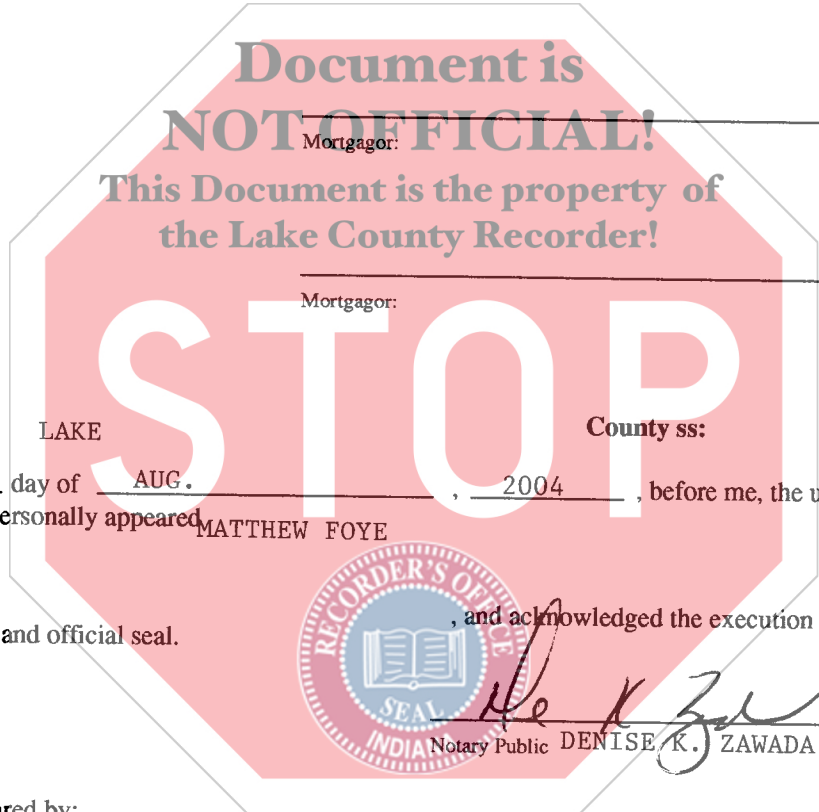 Document is
NOT OFFICIAL!
Mortgagor:
This Document is the property of
the Lake County Recorder!
Mortgagor:
STOP
LAKE County ss:
day of AUG. , 2004 , before me, the u
ersonally appeared MATTHEW FOYE
, and acknowledged the execution
and official seal.
RECORDER'S OFFICE
SEAL
INDIANA
Notary Public DENISE K. ZAWADA
ared by: